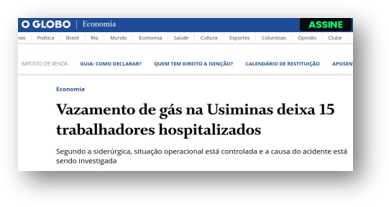 O GLOBO | Economia
ASSINE
Política Brasil Rio Mundo Economia Saúde Cultura Esportes Colunistas Opinião Clube
IMPOSTO DE RENDA GUIA: COMO DECLARAR? QUEM TEM DIREITO A ISENÇÃO? CALENDÁRIO DE RESTITUIÇÃO
Economia
Vazamento de gás na Usiminas deixa 15
trabalhadores hospitalizados
Segundo a siderúrgica, situação operacional está controlada e a causa do acidente está
sendo investigada